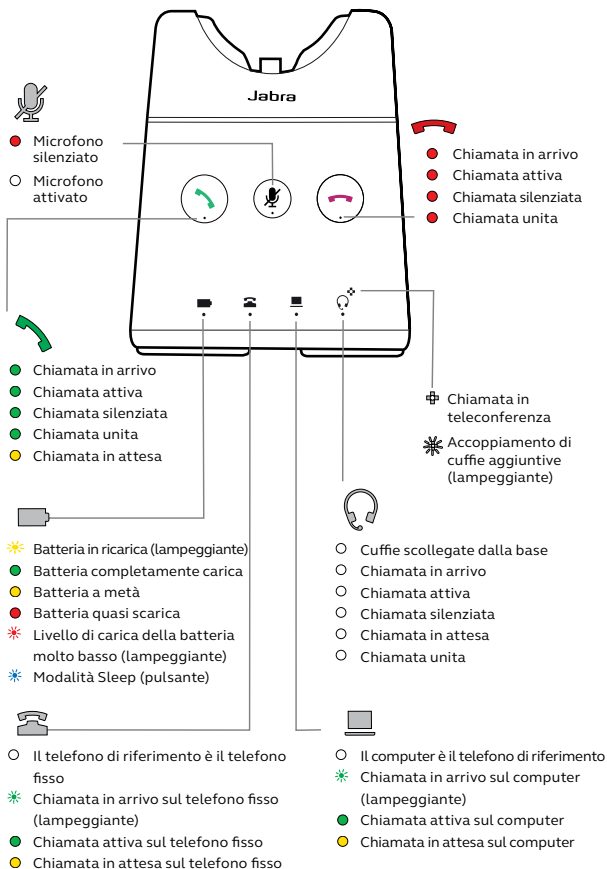 Jabra
Microfono
silenziato
Microfono
attivato
Chiamata in arrivo
Chiamata attiva
Chiamata silenziata
Chiamata unita
Chiamata in arrivo
Chiamata attiva
Chiamata silenziata
Chiamata unita
Chiamata in attesa
Chiamata in
teleconferenza
Accoppiamento di
cuffie aggiuntive
(lampeggiante)
Batteria in ricarica (lampeggiante)
Batteria completamente carica
Batteria a metà
Batteria quasi scarica
Livello di carica della batteria
molto basso (lampeggiante)
Modalità Sleep (pulsante)
Cuffie scollegate dalla base
Chiamata in arrivo
Chiamata attiva
Chiamata silenziata
Chiamata in attesa
Chiamata unita
Il telefono di riferimento è il telefono
fisso
Chiamata in arrivo sul telefono fisso
(lampeggiante)
Chiamata attiva sul telefono fisso
Chiamata in attesa sul telefono fisso
Il computer è il telefono di riferimento
Chiamata in arrivo sul computer
(lampeggiante)
Chiamata attiva sul computer
Chiamata in attesa sul computer